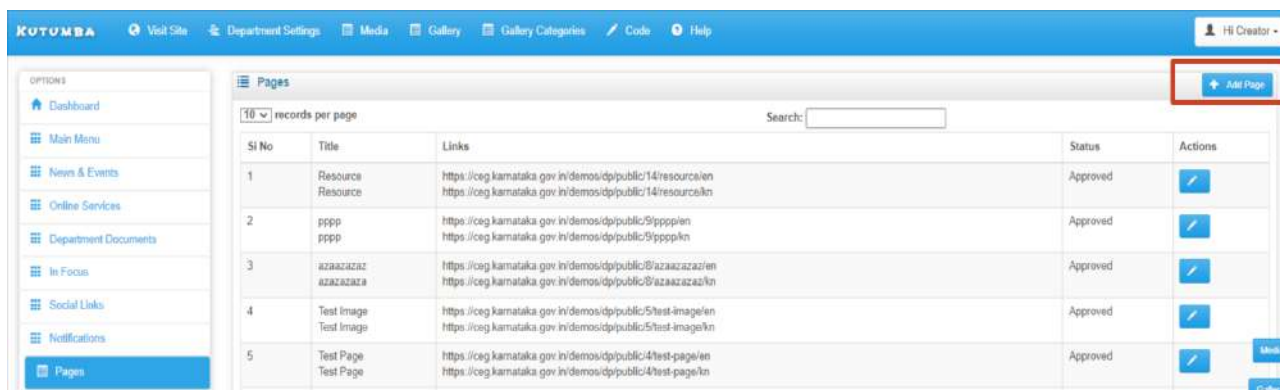 KUTUMBA Visit Site Department Settings Media Gallery Gallery Categories Code Help Hi Creator
OPTIONS
Dashboard
Main Menu
News & Events
Online Services
Department Documents
In Focus
Social Links
Notifications
Pages
Pages
Add Page
10 records per page Search:
Si No Title Links Status Actions
1 Resource https://ceg.karnataka.gov.in/demos/dp/public/14/resource/en Approved
Resource https://ceg.karnataka.gov.in/demos/dp/public/14/resource/kn
2 pppp https://ceg.karnataka.gov.in/demos/dp/public/9/pppp/en Approved
pppp https://ceg.karnataka.gov.in/demos/dp/public/9/pppp/kn
3 azaazazaz https://ceg.karnataka.gov.in/demos/dp/public/8/azaazazaz/en Approved
azazazaza https://ceg.karnataka.gov.in/demos/dp/public/8/azaazazaz/kn
4 Test Image https://ceg.karnataka.gov.in/demos/dp/public/5/test-image/en Approved
Test Image https://ceg.karnataka.gov.in/demos/dp/public/5/test-image/kn
5 Test Page https://ceg.karnataka.gov.in/demos/dp/public/4/test-page/en Approved
Test Page https://ceg.karnataka.gov.in/demos/dp/public/4/test-page/kn